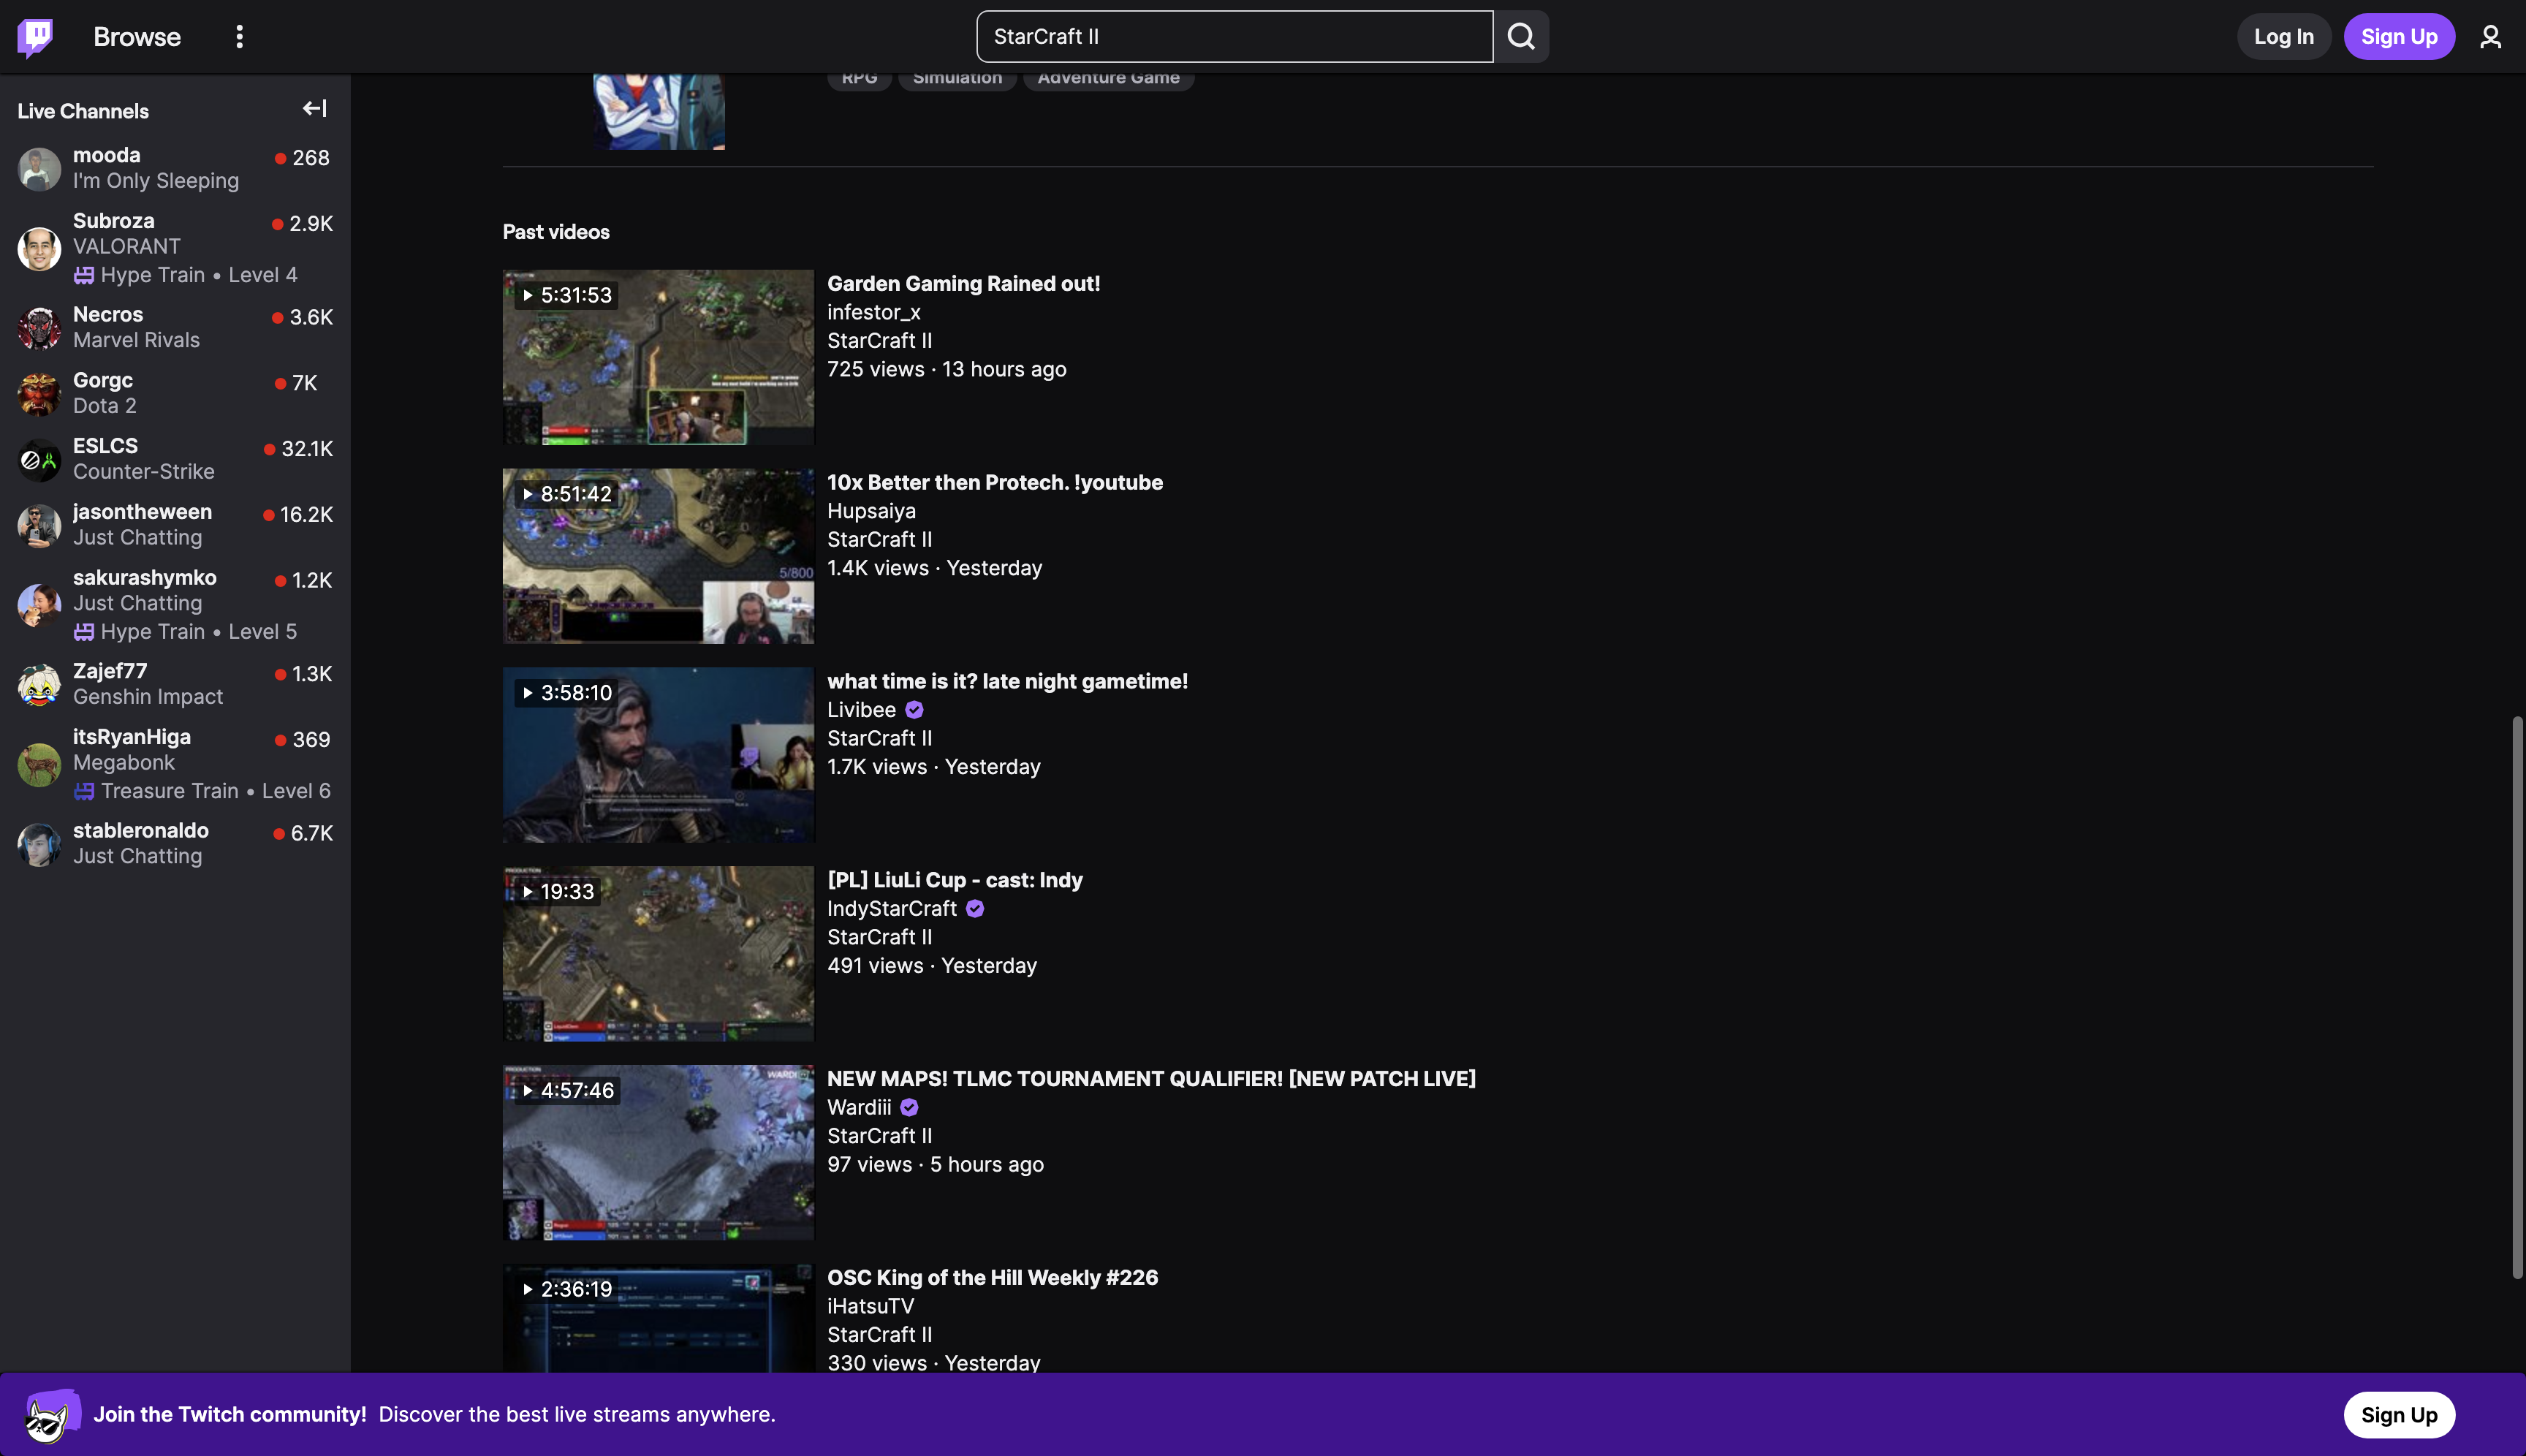 Browse
StarCraft II
Log In
Sign Up
Live Channels
mooda
268
I'm Only Sleeping
Subroza
2.9K
VALORANT
Hype Train • Level 4
Necros
3.6K
Marvel Rivals
Gorgc
7K
Dota 2
ESLCS
32.1K
Counter-Strike
jasontheween
16.2K
Just Chatting
sakurashymko
1.2K
Just Chatting
Hype Train • Level 5
Zajef77
1.3K
Genshin Impact
itsRyanHiga
369
Megabonk
Treasure Train • Level 6
stableronaldo
6.7K
Just Chatting
RPG
Simulation
Adventure Game
Past videos
5:31:53
Garden Gaming Rained out!
infestor_x
StarCraft II
725 views · 13 hours ago
8:51:42
5/800
10x Better then Protech. !youtube
Hupsaiya
StarCraft II
1.4K views · Yesterday
3:58:10
what time is it? late night gametime!
Livibee
StarCraft II
1.7K views · Yesterday
PRODUCTION
19:33
[PL] LiuLi Cup - cast: Indy
IndyStarCraft
StarCraft II
491 views · Yesterday
PRODUCTION
WARDI
4:57:46
NEW MAPS! TLMC TOURNAMENT QUALIFIER! [NEW PATCH LIVE]
Wardiii
StarCraft II
97 views · 5 hours ago
2:36:19
OSC King of the Hill Weekly #226
iHatsuTV
StarCraft II
330 views · Yesterday
Join the Twitch community! Discover the best live streams anywhere.
Sign Up